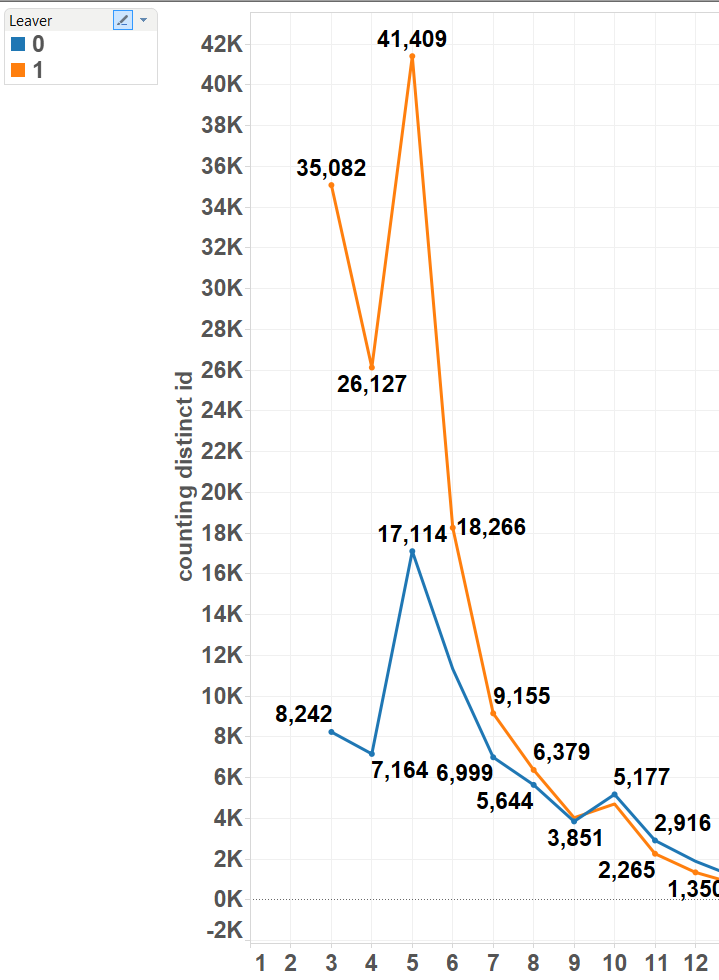 Leaver
0
1
counting distinct id
42K
40K
38K
36K
34K
32K
30K
28K
26K
24K
22K
20K
18K
16K
14K
12K
10K
8K
6K
4K
2K
0K
-2K
41,409
35,082
26,127
17,114
18,266
9,155
8,242
6,379
7,164
6,999
5,644
5,177
3,851
2,916
2,265
1,350
1 2 3 4 5 6 7 8 9 10 11 12